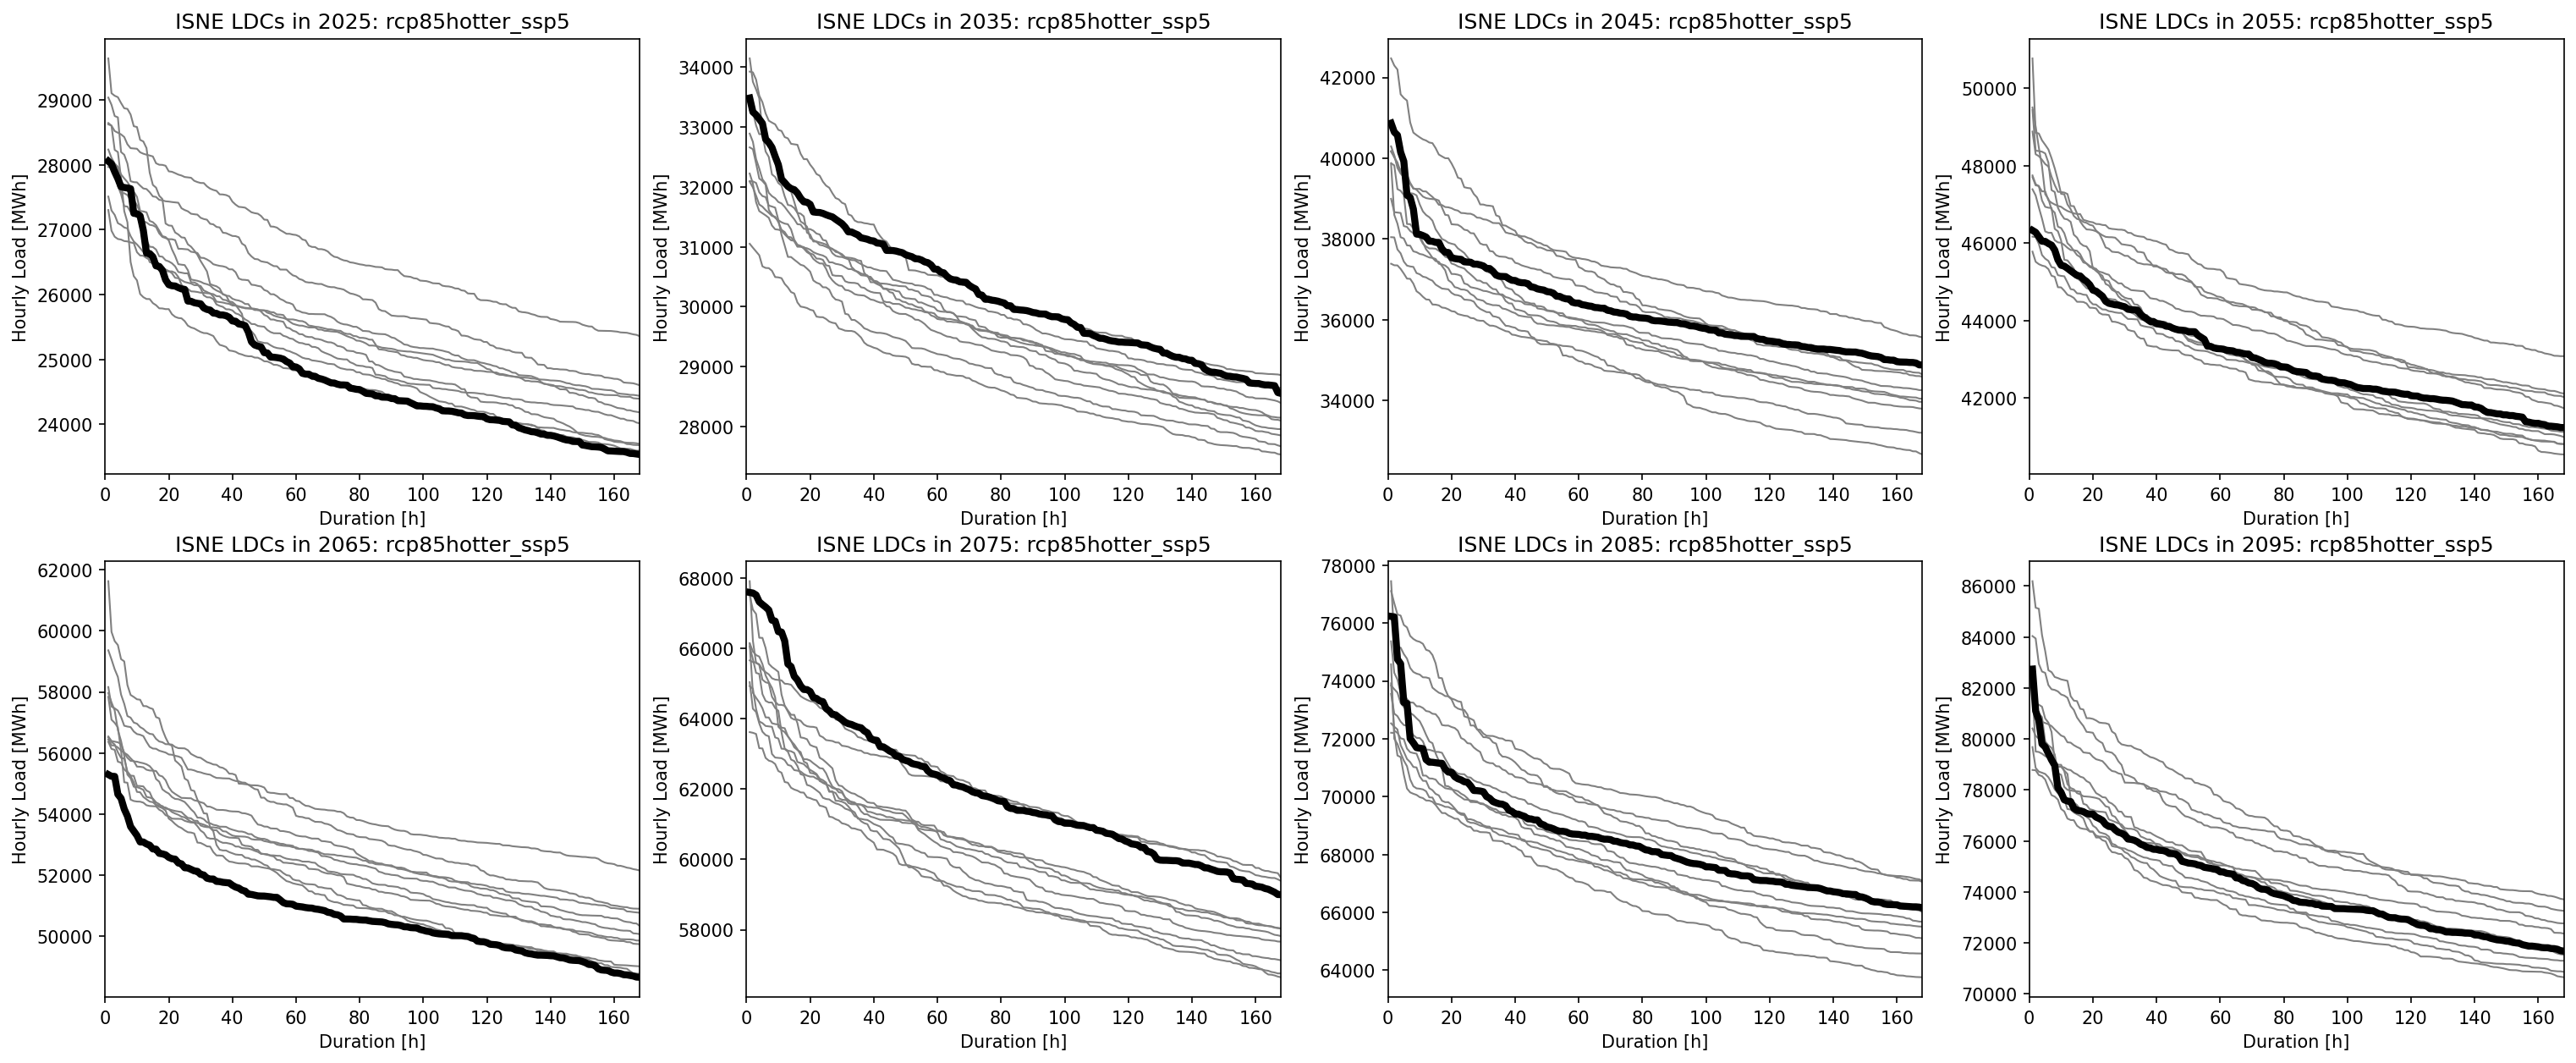 ISNE LDCs in 2025: rcp85hotter_ssp5
Hourly Load [MWh]
29000
28000
27000
26000
25000
24000
0 20 40 60 80 100 120 140 160
Duration [h]
ISNE LDCs in 2035: rcp85hotter_ssp5
Hourly Load [MWh]
34000
33000
32000
31000
30000
29000
28000
0 20 40 60 80 100 120 140 160
Duration [h]
ISNE LDCs in 2045: rcp85hotter_ssp5
Hourly Load [MWh]
42000
40000
38000
36000
34000
0 20 40 60 80 100 120 140 160
Duration [h]
ISNE LDCs in 2055: rcp85hotter_ssp5
Hourly Load [MWh]
50000
48000
46000
44000
42000
0 20 40 60 80 100 120 140 160
Duration [h]
ISNE LDCs in 2065: rcp85hotter_ssp5
Hourly Load [MWh]
62000
60000
58000
56000
54000
52000
50000
0 20 40 60 80 100 120 140 160
Duration [h]
ISNE LDCs in 2075: rcp85hotter_ssp5
Hourly Load [MWh]
68000
66000
64000
62000
60000
58000
0 20 40 60 80 100 120 140 160
Duration [h]
ISNE LDCs in 2085: rcp85hotter_ssp5
Hourly Load [MWh]
78000
76000
74000
72000
70000
68000
66000
64000
0 20 40 60 80 100 120 140 160
Duration [h]
ISNE LDCs in 2095: rcp85hotter_ssp5
Hourly Load [MWh]
86000
84000
82000
80000
78000
76000
74000
72000
70000
0 20 40 60 80 100 120 140 160
Duration [h]